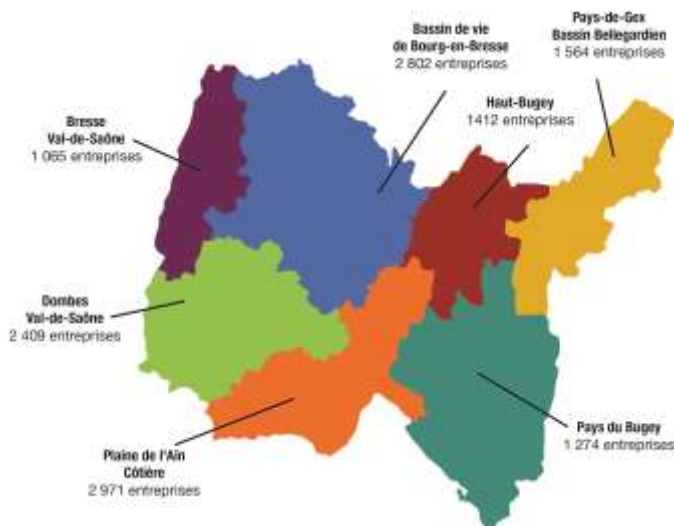 Pays-de-Gex
Bassin Bellegardien
1 564 entreprises
Bassin de vie
de Bourg-en-Bresse
2 802 entreprises
Haut-Bugey
1412 entreprises
Bresse
Val-de-Saône
1 065 entreprises
Dombes
Val-de-Saône
2 409 entreprises
Pays du Bugey
1 274 entreprises
Plaine de l'Ain
Côtière
2 971 entreprises